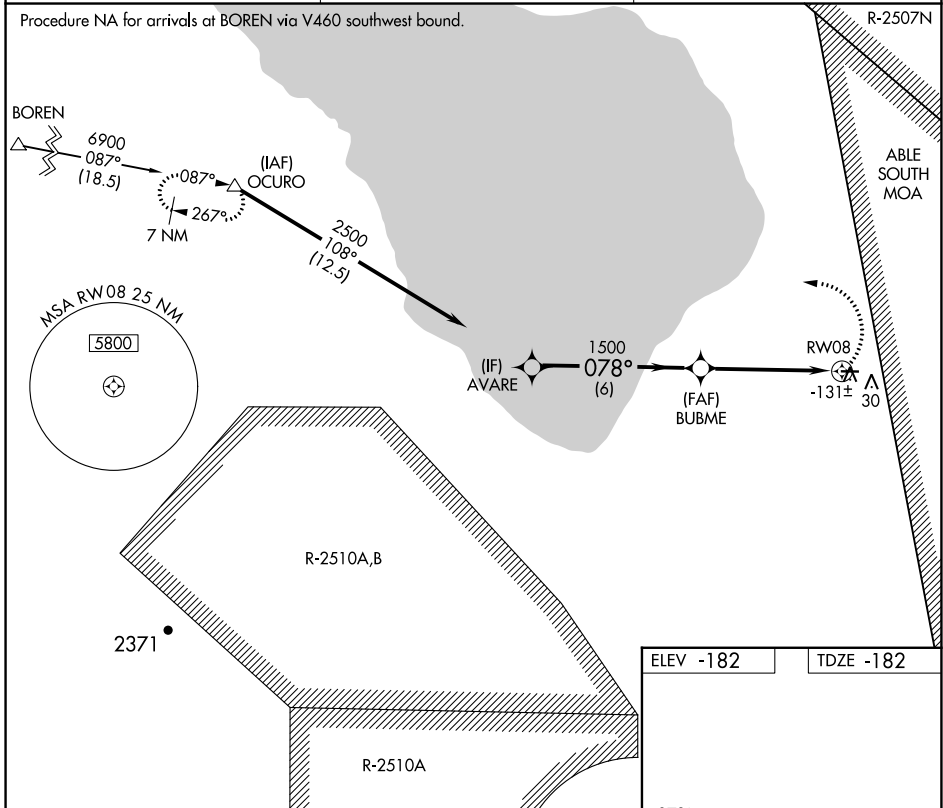 Procedure NA for arrivals at BOREN via V460 southwest bound.
R-2507N
BOREN
6900
087°
(18.5)
087°
(IAF)
OCURO
267°
7 NM
2500
108°
(12.5)
ABLE
SOUTH
MOA
MSA RW08 25 NM
5800
(IF)
AVARE
1500
078°
(6)
(FAF)
BUBME
RW08
-131±
30
R-2510A,B
2371
ELEV -182
TDZE -182
R-2510A